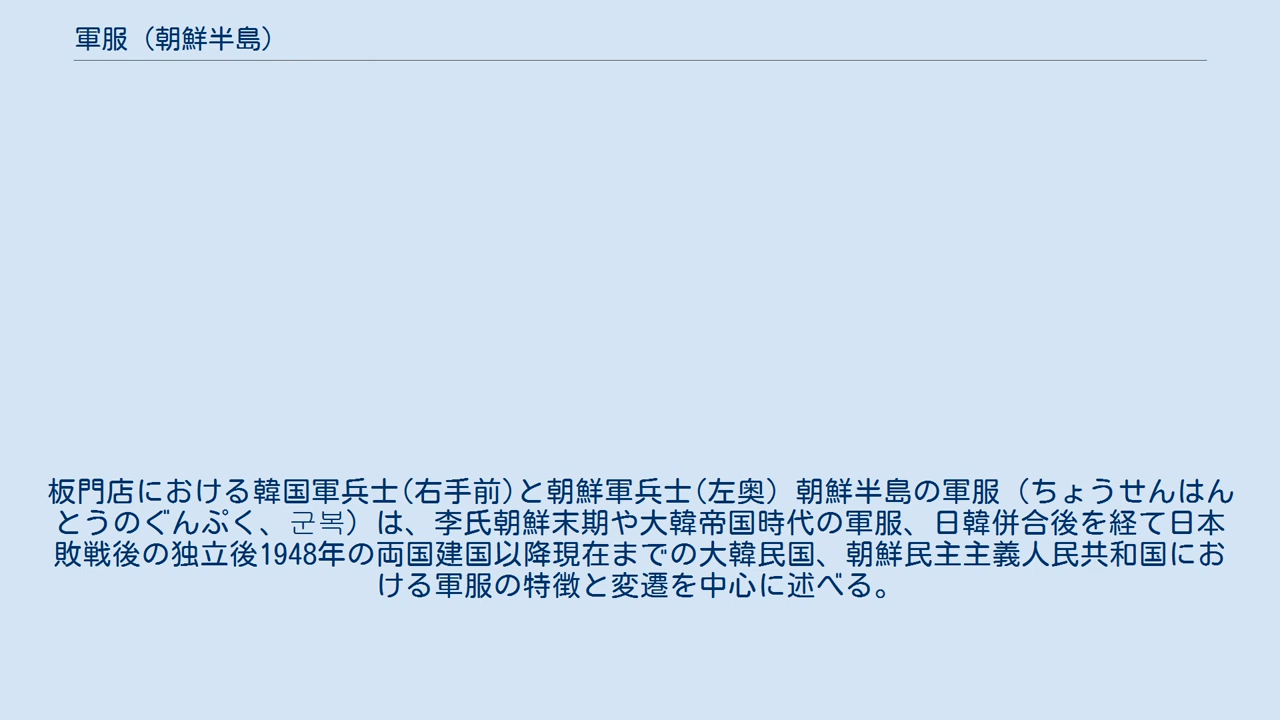 軍服（朝鮮半島）
板門店における韓国軍兵士(右手前)と朝鮮軍兵士(左奥）朝鮮半島の軍服（ちょうせんはん
とうのぐんぷく、군복）は、李氏朝鮮末期や大韓帝国時代の軍服、日韓併合後を経て日本
敗戦後の独立後1948年の両国建国以降現在までの大韓民国、朝鮮民主主義人民共和国にお
ける軍服の特徴と変遷を中心に述べる。